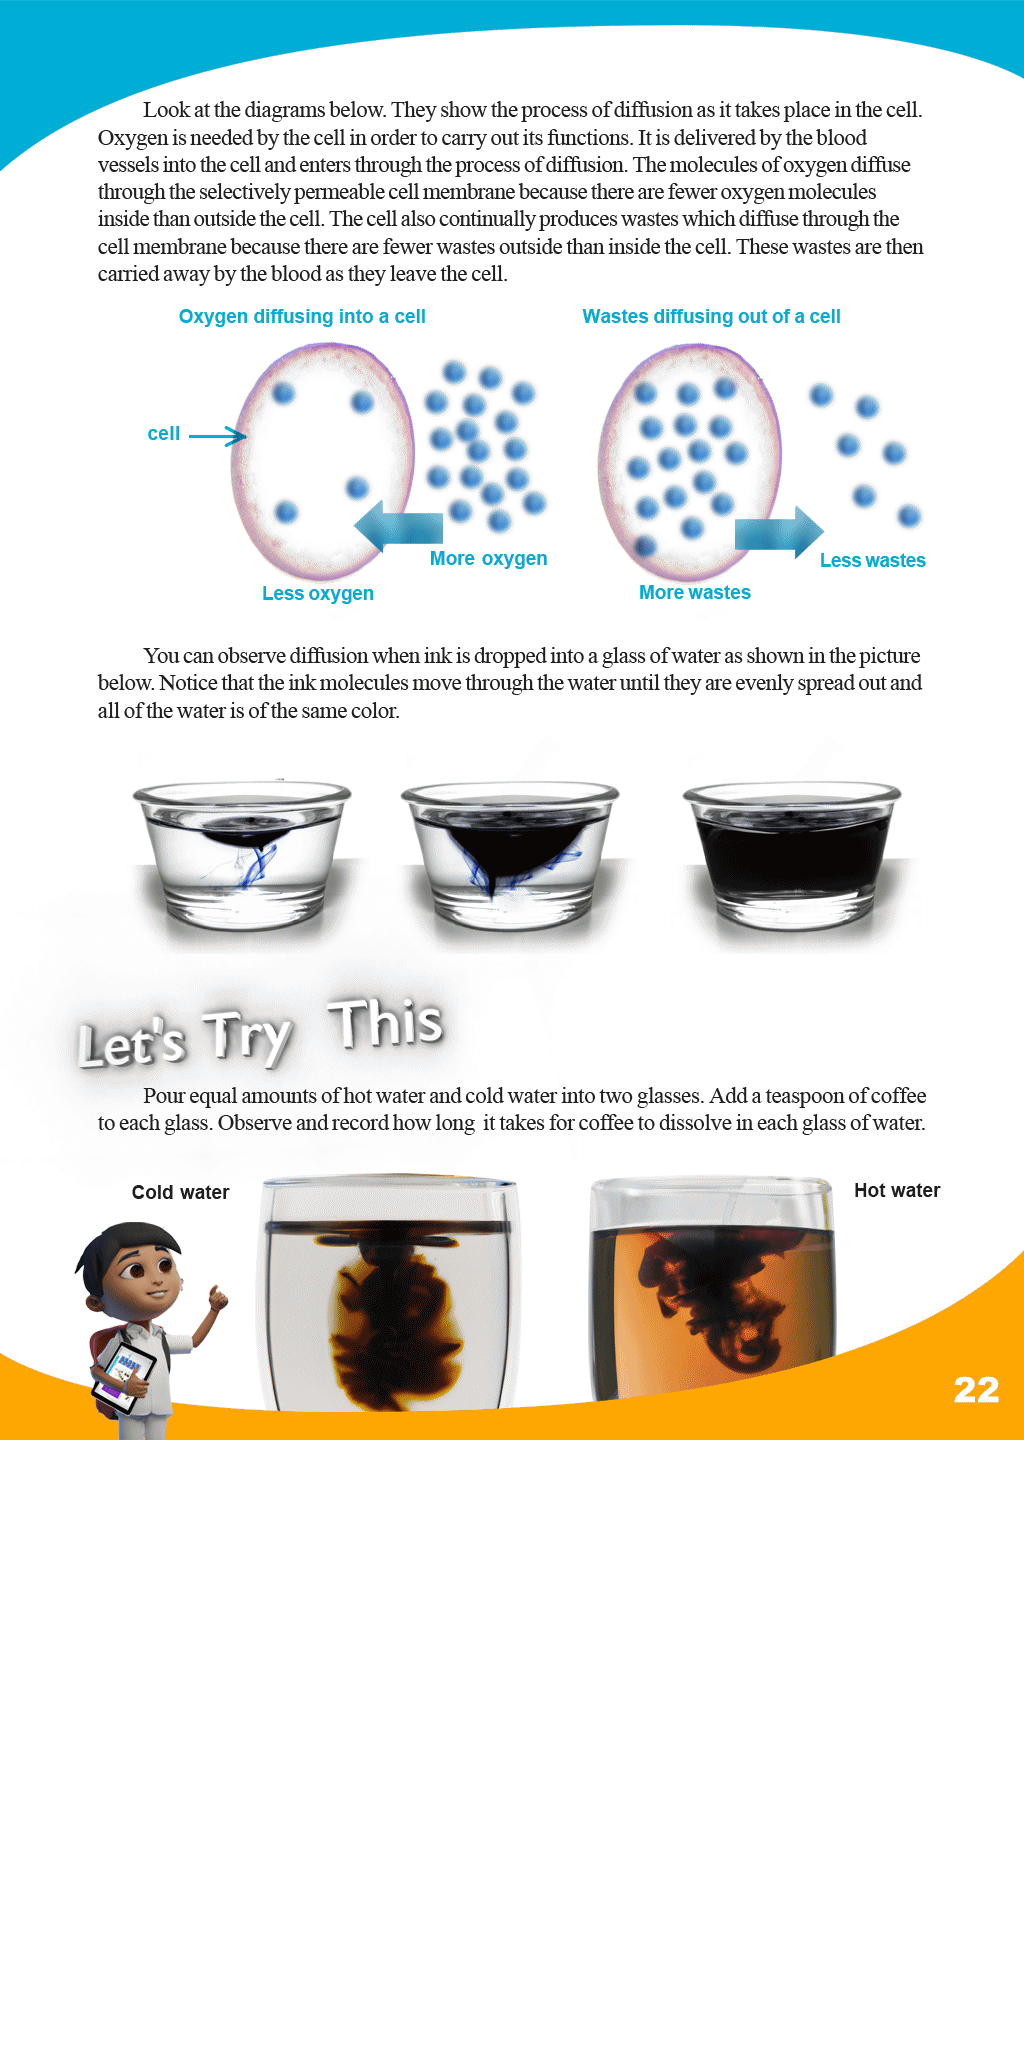 Look at the diagrams below. They show the process of diffusion as it takes place in the cell.
Oxygen is needed by the cell in order to carry out its functions. It is delivered by the blood
vessels into the cell and enters through the process of diffusion. The molecules of oxygen diffuse
through the selectively permeable cell membrane because there are fewer oxygen molecules
inside than outside the cell. The cell also continually produces wastes which diffuse through the
cell membrane because there are fewer wastes outside than inside the cell. These wastes are then
carried away by the blood as they leave the cell.
Oxygen diffusing into a cell
Wastes diffusing out of a cell
cell
More oxygen
Less oxygen
Less wastes
More wastes
You can observe diffusion when ink is dropped into a glass of water as shown in the picture
below. Notice that the ink molecules move through the water until they are evenly spread out and
all of the water is of the same color.
Let's Try This
Pour equal amounts of hot water and cold water into two glasses. Add a teaspoon of coffee
to each glass. Observe and record how long it takes for coffee to dissolve in each glass of water.
Cold water
Hot water
22